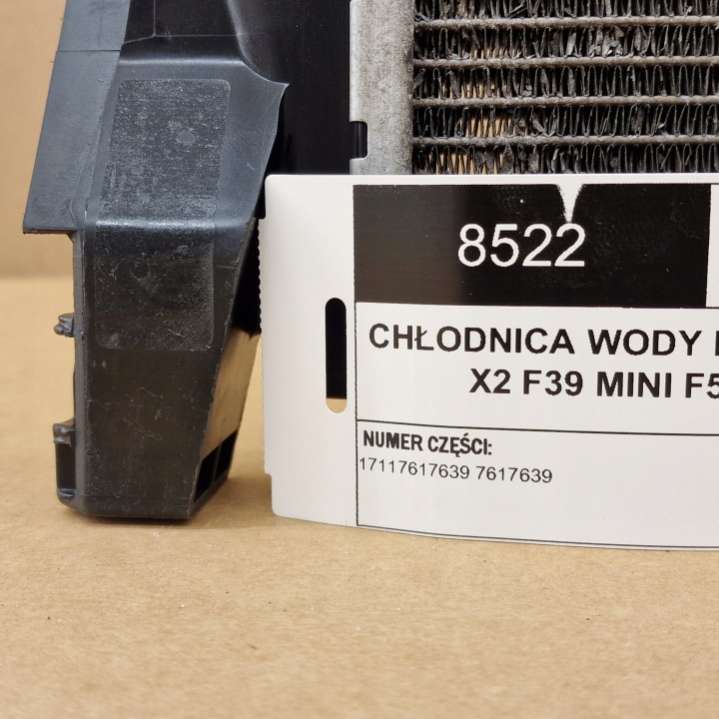 8522
CHŁODNICA WODY
X2 F39 MINI
NUMER CZĘŚCI:
17117617639 7617639